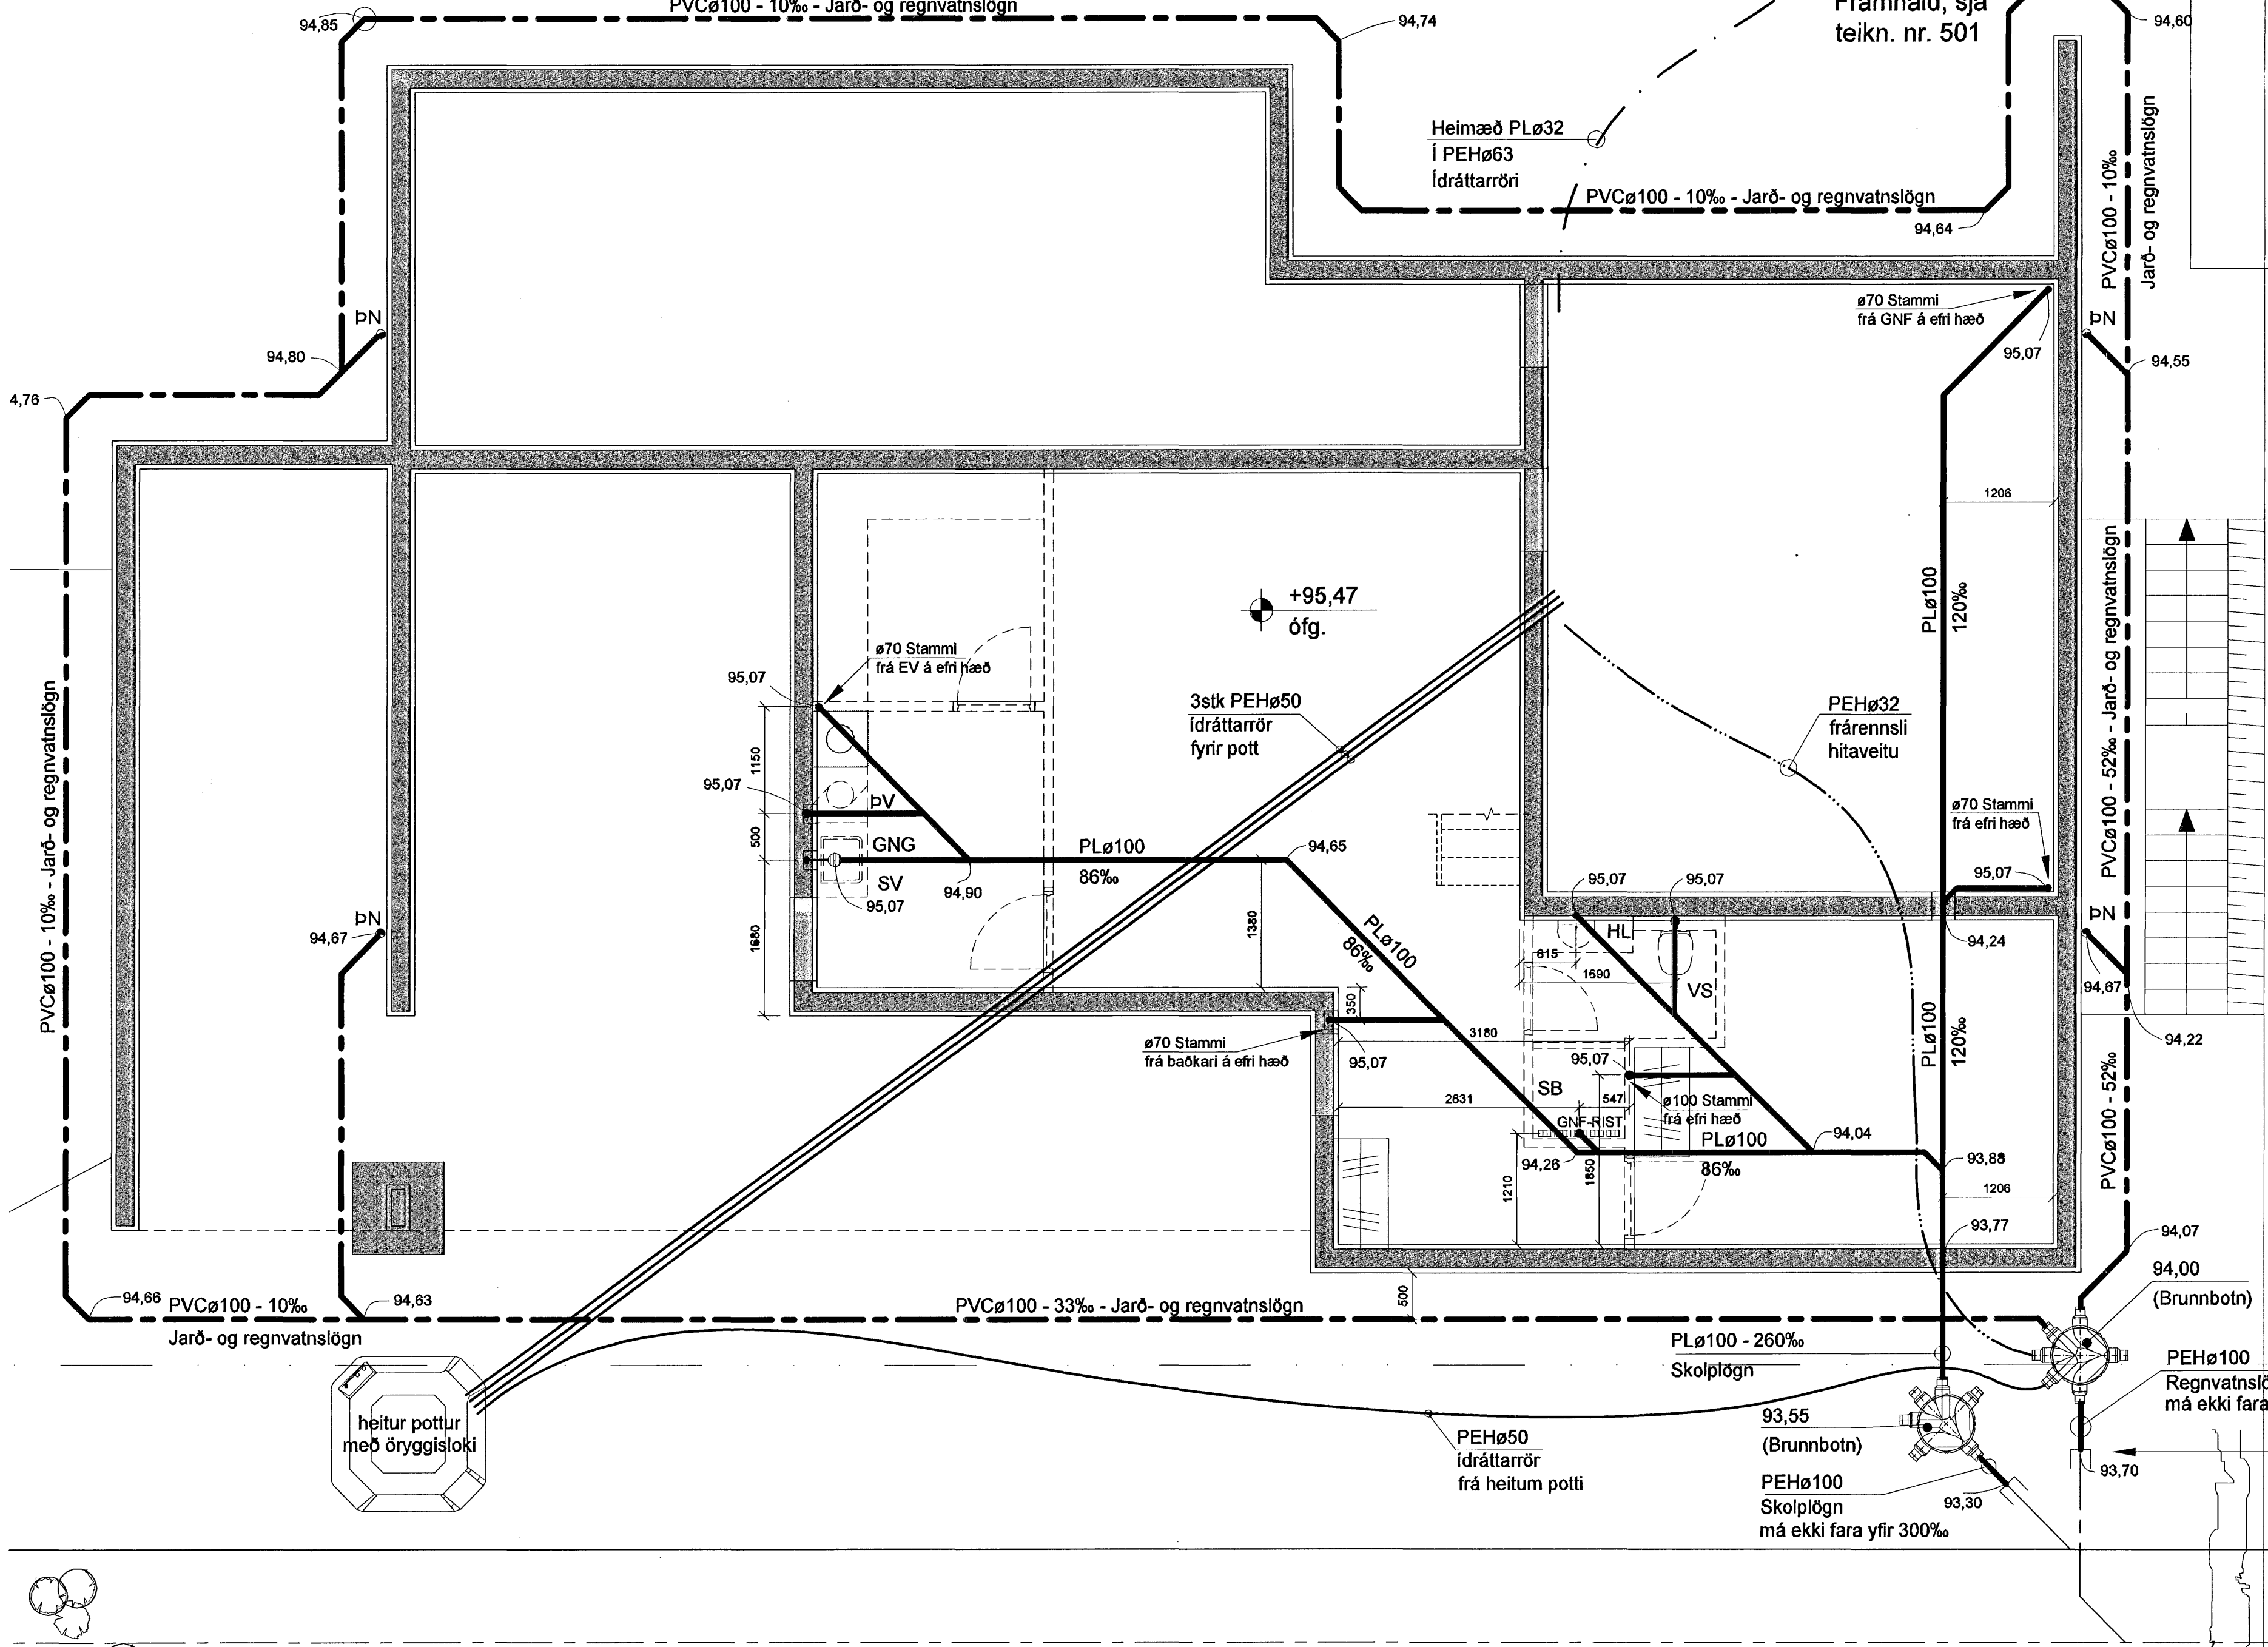 PVCø100 - 10‰ - Jarð- og regnvatnslögn
94,85
94,74
Framhald, sjá
teikn. nr. 501
94,60
Heimæð PLø32
Í PEHø63
Ídráttarröri
PVCø100 - 10‰ - Jarð- og regnvatnslögn
94,64
PVCø100 - 10‰
Jarð- og regnvatnslögn
ÞN
94,80
4,76
ø70 Stammi
frá GNF á efri hæð
95,07
ÞN
94,55
1206
+95,47
ófg.
PLø100
120‰
PVCø100 - 52‰ - Jarð- og regnvatnslögn
ø70 Stammi
frá EV á efri hæð
95,07
1150
3stk PEHø50
ídráttarrör
fyrir pott
PEHø32
frárennsli
hitaveitu
95,07
ÞV
500
GNG
SV
95,07
94,90
PLø100
86‰
94,65
ø70 Stammi
frá efri hæð
95,07
PVCø100 - 10‰ - Jarð- og regnvatnslögn
ÞN
94,67
1680
1380
PLø100
86‰
95,07
95,07
HL
615
1690
VS
94,24
ÞN
94,67
94,22
350
ø70 Stammi
frá baðkari á efri hæð
95,07
3180
95,07
SB
2631
547
ø100 Stammi
frá efri hæð
GNF-RIST
PLø100
86‰
94,04
94,26
1210
1850
PLø100
120‰
PVCø100 - 52‰
93,88
1206
93,77
94,07
94,00
(Brunnbotn)
94,66
PVCø100 - 10‰
Jarð- og regnvatnslögn
94,63
PVCø100 - 33‰ - Jarð- og regnvatnslögn
500
PLø100 - 260‰
Skolplögn
PEHø100
Regnvatnslö
má ekki fara
heitur pottur
með öryggisloki
PEHø50
ídráttarrör
frá heitum potti
93,55
(Brunnbotn)
PEHø100
Skolplögn
má ekki fara yfir 300‰
93,30
93,70